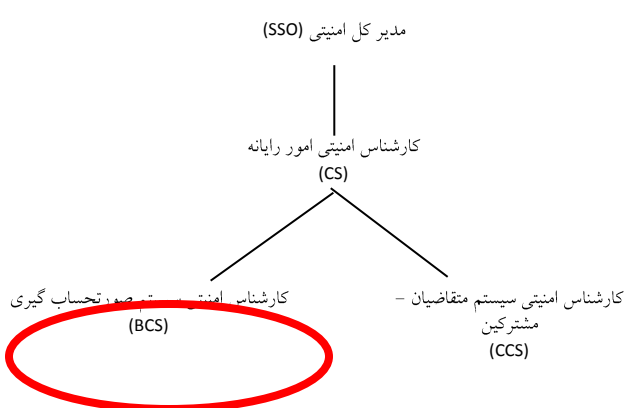 مدیر کل امنیتی (SSO)
کارشناس امنیتی امور رایانه
(CS)
کارشناس امنیتی سیستم متقاضیان –
مشترکین
(CCS)
کارشناس امنیتی سیستم صورتحساب گیری
(BCS)